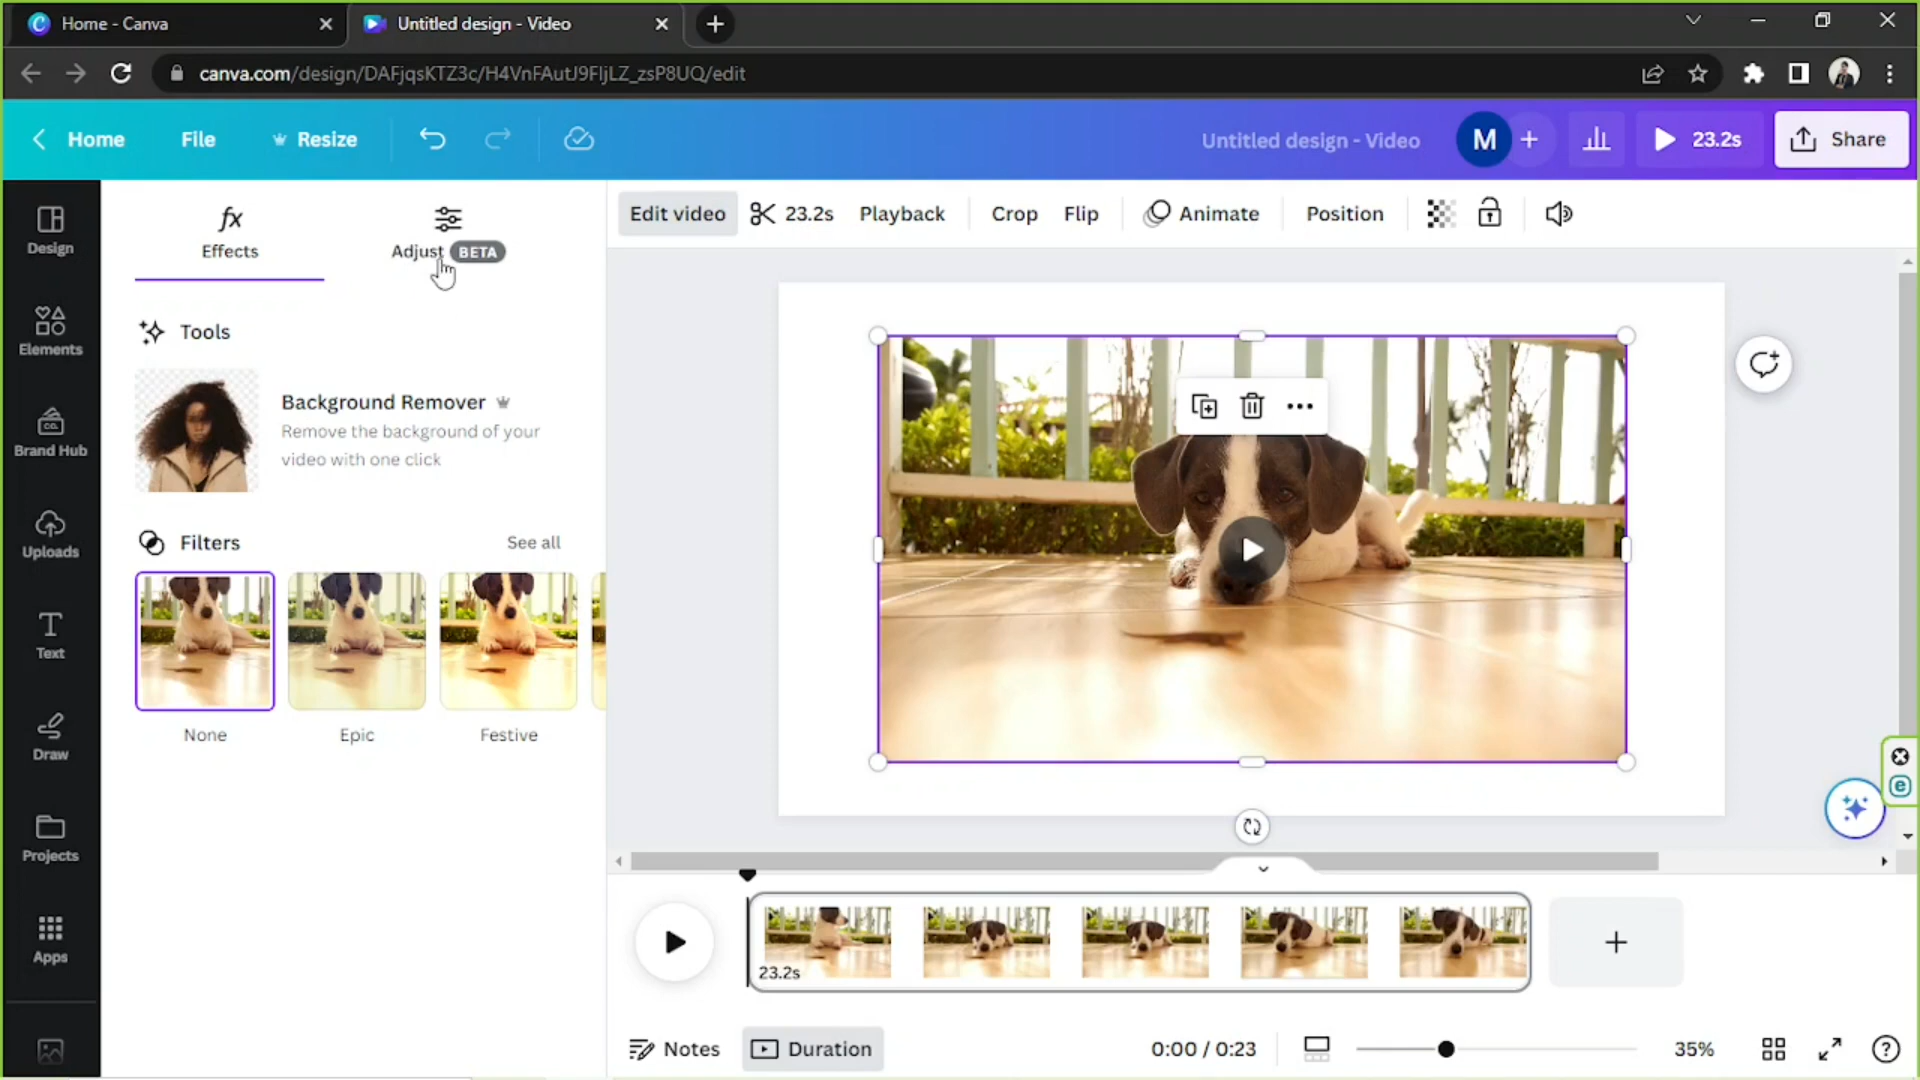 Home - Canva
Untitled design - Video
canva.com/design/DAFjqsKTZ3c/H4VnFAutJ9FIjLZ_zsP8UQ/edit
Home
File
Resize
Untitled design - Video
M
23.2s
Share
Design
Elements
CO.
Brand Hub
Uploads
Text
Draw
Projects
Apps
fx
Effects
Adjust BETA
Tools
Background Remover
Remove the background of your
video with one click
Filters
See all
None
Epic
Festive
Edit video
23.2s
Playback
Crop
Flip
Animate
Position
23.2s
Notes
Duration
0:00 / 0:23
35%